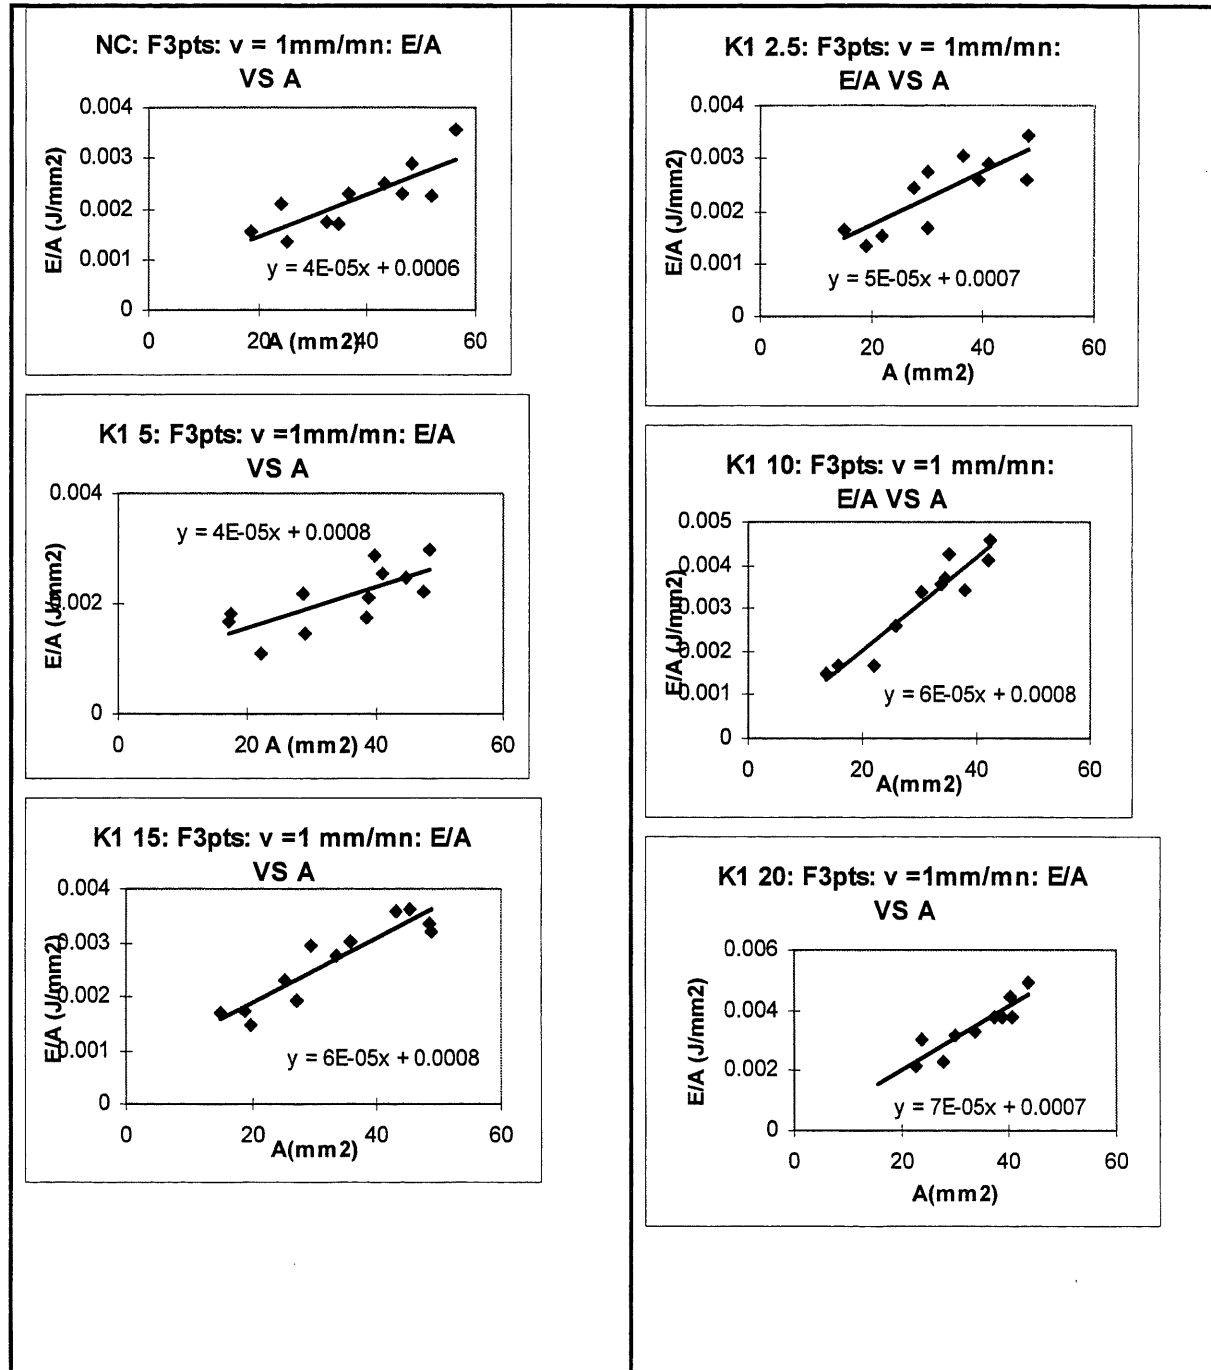 NC: F3pts: v = 1mm/mn: E/A
VS A
E/A (J/mm2)
0.004
0.003
0.002
0.001
0
y = 4E-05x + 0.0006
0 20 40 60
A (mm2)
K1 2.5: F3pts: v = 1mm/mn:
E/A VS A
E/A (J/mm2)
0.004
0.003
0.002
0.001
0
y = 5E-05x + 0.0007
0 20 40 60
A (mm2)
K1 5: F3pts: v =1mm/mn: E/A
VS A
E/A (J/mm2)
0.004
0.002
0
y = 4E-05x + 0.0008
0 20 40 60
A (mm2)
K1 10: F3pts: v =1 mm/mn:
E/A VS A
E/A (J/mm2)
0.005
0.004
0.003
0.002
0.001
0
y = 6E-05x + 0.0008
0 20 40 60
A(mm2)
K1 15: F3pts: v =1 mm/mn: E/A
VS A
E/A (J/mm2)
0.004
0.003
0.002
0.001
0
y = 6E-05x + 0.0008
0 20 40 60
A(mm2)
K1 20: F3pts: v =1mm/mn: E/A
VS A
E/A (J/mm2)
0.006
0.004
0.002
0
y = 7E-05x + 0.0007
0 20 40 60
A(mm2)